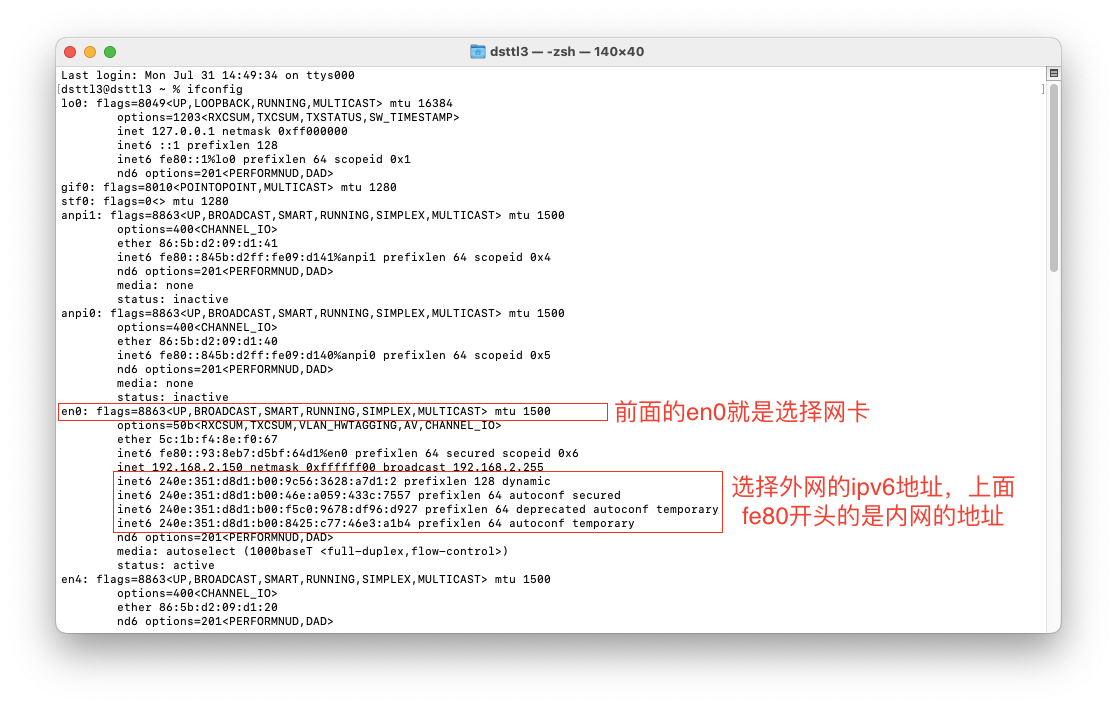 dsttl3 — -zsh — 140×40
Last login: Mon Jul 31 14:49:34 on ttys000
[dsttl3@dsttl3 ~ % ifconfig ]
lo0: flags=8049<UP,LOOPBACK,RUNNING,MULTICAST> mtu 16384
options=1203<RXCSUM,TXCSUM,TXSTATUS,SW_TIMESTAMP>
inet 127.0.0.1 netmask 0xff000000
inet6 ::1 prefixlen 128
inet6 fe80::1%lo0 prefixlen 64 scopeid 0x1
nd6 options=201<PERFORMNUD,DAD>
gif0: flags=8010<POINTOPOINT,MULTICAST> mtu 1280
stf0: flags=0<> mtu 1280
anpi1: flags=8863<UP,BROADCAST,SMART,RUNNING,SIMPLEX,MULTICAST> mtu 1500
options=400<CHANNEL_IO>
ether 86:5b:d2:09:d1:41
inet6 fe80::845b:d2ff:fe09:d141%anpi1 prefixlen 64 scopeid 0x4
nd6 options=201<PERFORMNUD,DAD>
media: none
status: inactive
anpi0: flags=8863<UP,BROADCAST,SMART,RUNNING,SIMPLEX,MULTICAST> mtu 1500
options=400<CHANNEL_IO>
ether 86:5b:d2:09:d1:40
inet6 fe80::845b:d2ff:fe09:d140%anpi0 prefixlen 64 scopeid 0x5
nd6 options=201<PERFORMNUD,DAD>
media: none
status: inactive
en0: flags=8863<UP,BROADCAST,SMART,RUNNING,SIMPLEX,MULTICAST> mtu 1500
前面的en0就是选择网卡
options=50b<RXCSUM,TXCSUM,VLAN_HWTAGGING,AV,CHANNEL_IO>
ether 5c:1b:f4:8e:f0:67
inet6 fe80::93:8eb7:d5bf:64d1%en0 prefixlen 64 secured scopeid 0x6
inet 192.168.2.150 netmask 0xffffff00 broadcast 192.168.2.255
inet6 240e:351:d8d1:b00:9c56:3628:a7d1:2 prefixlen 128 dynamic
inet6 240e:351:d8d1:b00:46e:a059:433c:7557 prefixlen 64 autoconf secured
inet6 240e:351:d8d1:b00:f5c0:9678:df96:d927 prefixlen 64 deprecated autoconf temporary
inet6 240e:351:d8d1:b00:8425:c77:46e3:a1b4 prefixlen 64 autoconf temporary
选择外网的ipv6地址，上面
fe80开头的是内网的地址
nd6 options=201<PERFORMNUD,DAD>
media: autoselect (1000baseT <full-duplex,flow-control>)
status: active
en4: flags=8863<UP,BROADCAST,SMART,RUNNING,SIMPLEX,MULTICAST> mtu 1500
options=400<CHANNEL_IO>
ether 86:5b:d2:09:d1:20
nd6 options=201<PERFORMNUD,DAD>